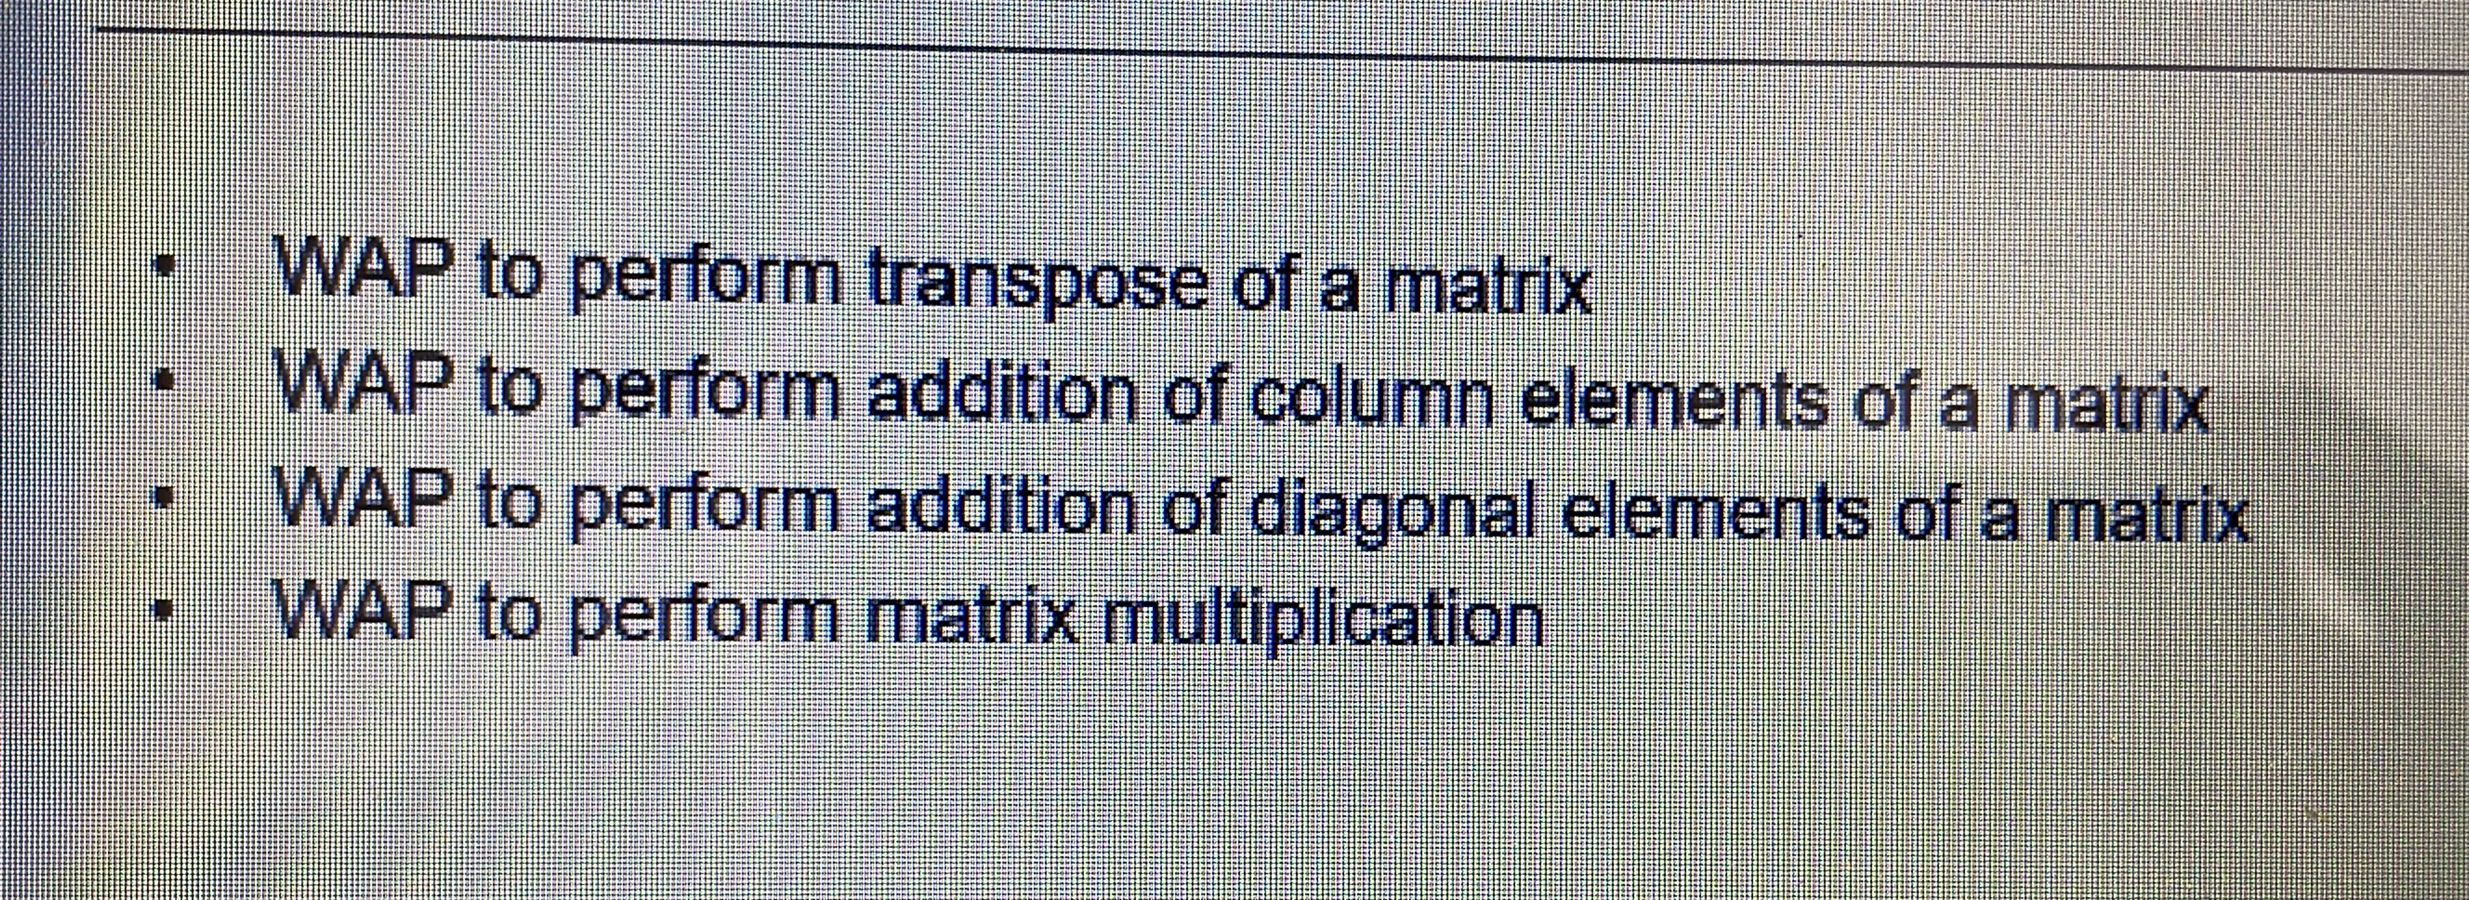 • WAP to perform transpose of a matrix
• WAP to perform addition of column elements of a matrix
• WAP to perform addition of diagonal elements of a matrix
• WAP to perform matrix multiplication